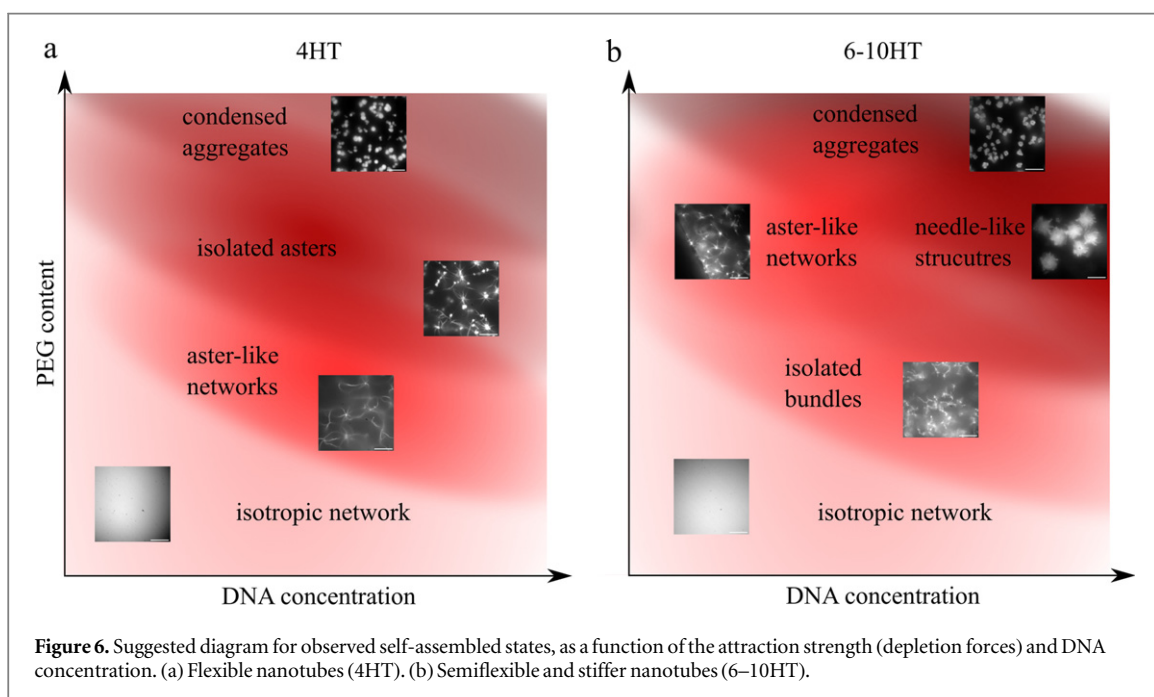 a
4HT
condensed
aggregates
isolated asters
aster-like
networks
isotropic network
PEG content
DNA concentration
b
6-10HT
condensed
aggregates
aster-like
networks
needle-like
strucutres
isolated
bundles
isotropic network
DNA concentration
Figure 6. Suggested diagram for observed self-assembled states, as a function of the attraction strength (depletion forces) and DNA
concentration. (a) Flexible nanotubes (4HT). (b) Semiflexible and stiffer nanotubes (6–10HT).